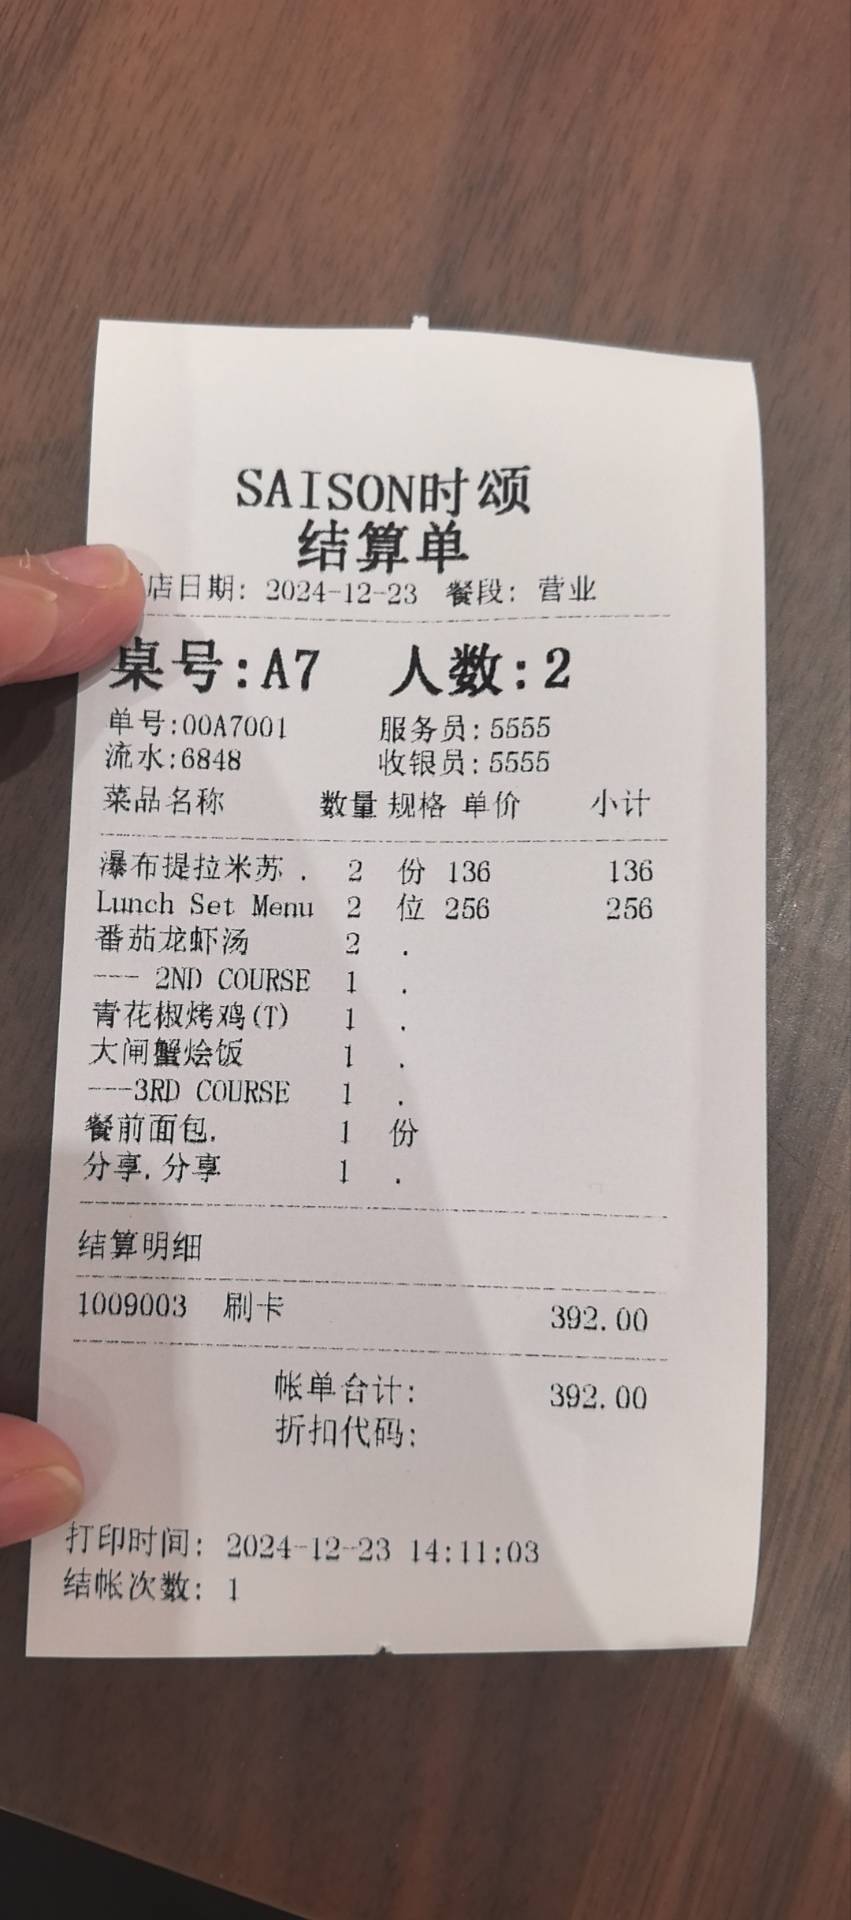 SAISON时颂
结算单
店日期: 2024-12-23 餐段: 营业
桌号:A7 人数:2
单号:00A7001 服务员:5555
流水:6848 收银员:5555
菜品名称 数量 规格 单价 小计
瀑布提拉米苏. 2 份 136 136
Lunch Set Menu 2 位 256 256
番茄龙虾汤 2 .
--- 2ND COURSE 1 .
青花椒烤鸡(T) 1 .
大闸蟹烩饭 1 .
---3RD COURSE 1 .
餐前面包. 1 份
分享.分享 1 .
结算明细
1009003 刷卡 392.00
帐单合计: 392.00
折扣代码:
打印时间: 2024-12-23 14:11:03
结帐次数: 1